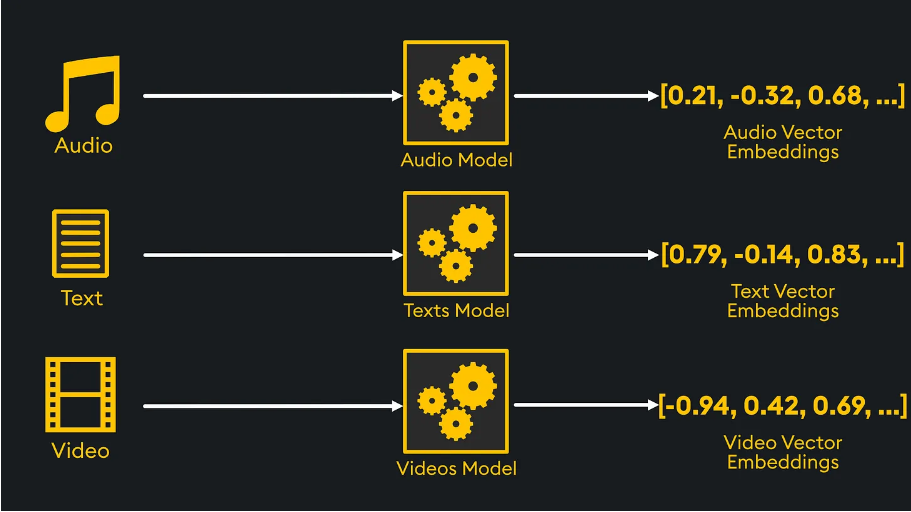 Audio
Audio Model
[0.21, -0.32, 0.68, ...]
Audio Vector
Embeddings
Text
Texts Model
[0.79, -0.14, 0.83, ...]
Text Vector
Embeddings
Video
Videos Model
[-0.94, 0.42, 0.69, ...]
Video Vector
Embeddings